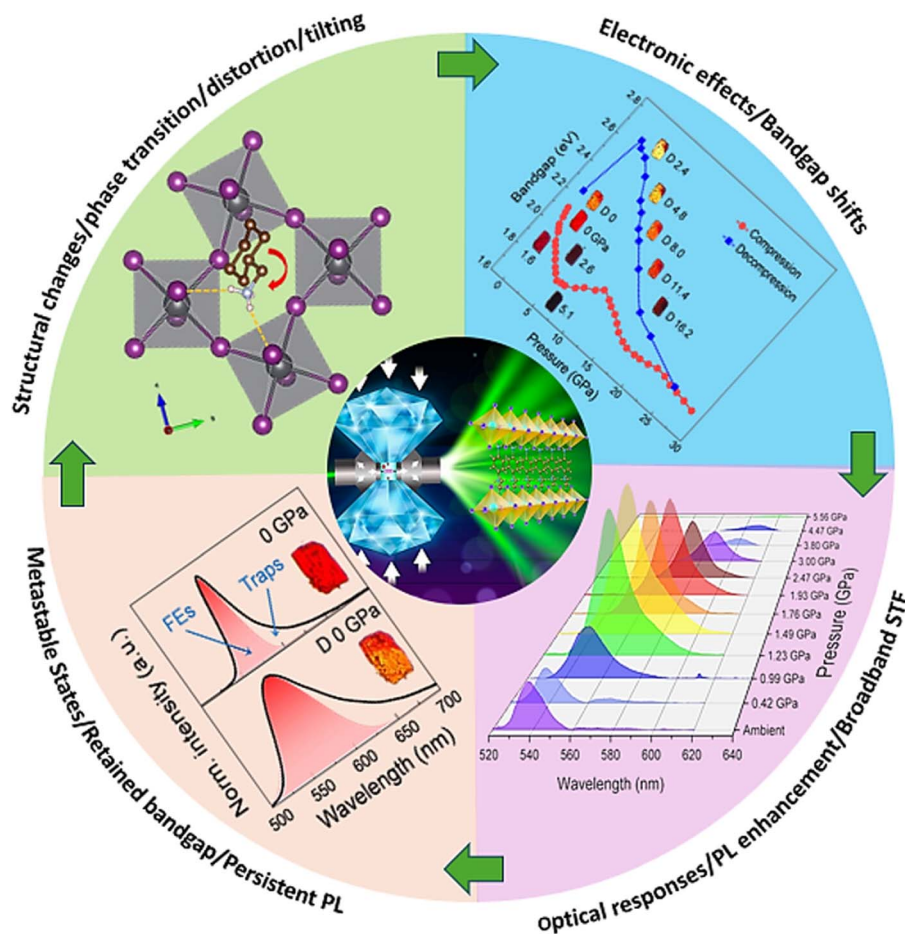 Structural changes/phase transition/distortion/tilting
Electronic effects/Bandgap shifts
Bandgap (eV)
2.8
2.6
2.4
2.2
2.0
1.8
1.6
0
5
10
15
20
25
30
Pressure (GPa)
Compression
Decompression
D 2.4
D 4.8
D 8.0
D 11.4
D 16.2
D 0
0 GPa
1.6
2.6
5.1
Optical responses/PL enhancement/Broadband STE
5.56 GPa
4.47 GPa
3.80 GPa
3.00 GPa
2.47 GPa
1.93 GPa
1.76 GPa
1.49 GPa
1.23 GPa
0.99 GPa
0.42 GPa
Ambient
Pressure (GPa)
520 540 560 580 600 620 640
Wavelength (nm)
Metastable States/Retained bandgap/Persistent PL
0 GPa
FEs
Traps
D 0 GPa
Norm. intensity (a.u.)
500 550 600 650 700
Wavelength (nm)